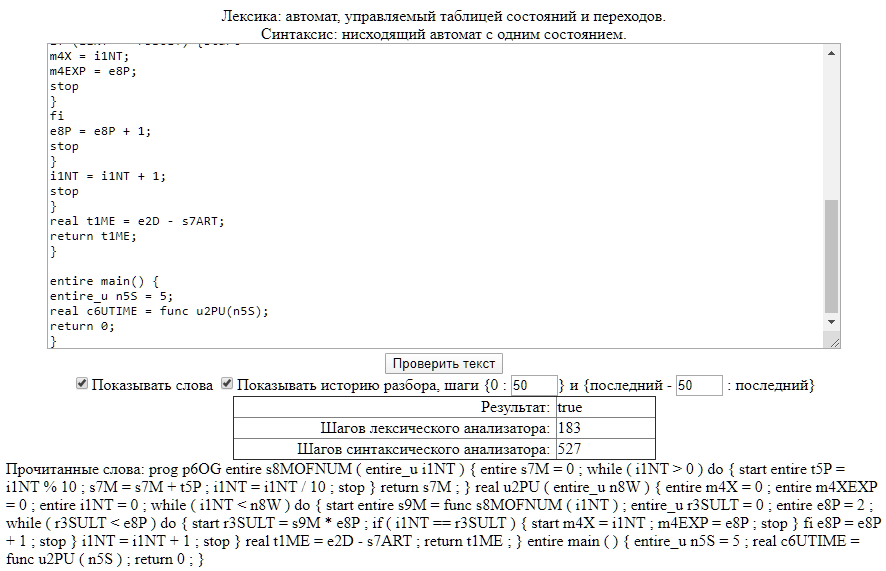 Лексика: автомат, управляемый таблицей состояний и переходов.
Синтаксис: нисходящий автомат с одним состоянием.
m4X = i1NT;
m4EXP = e8P;
stop
}
fi
e8P = e8P + 1;
stop
}
i1NT = i1NT + 1;
stop
}
real t1ME = e2D - s7ART;
return t1ME;
}
entire main() {
entire_u n5S = 5;
real c6UTIME = func u2PU(n5S);
return 0;
}
Проверить текст
Показывать слова Показывать историю разбора, шаги {0 : 50 } и {последний - 50 : последний}
Результат: true
Шагов лексического анализатора: 183
Шагов синтаксического анализатора: 527
Прочитанные слова: prog p6OG entire s8MOFNUM ( entire_u i1NT ) { entire s7M = 0 ; while ( i1NT > 0 ) do { start entire t5P =
i1NT % 10 ; s7M = s7M + t5P ; i1NT = i1NT / 10 ; stop } return s7M ; } real u2PU ( entire_u n8W ) { entire m4X = 0 ; entire m4XEXP
= 0 ; entire i1NT = 0 ; while ( i1NT < n8W ) do { start entire s9M = func s8MOFNUM ( i1NT ) ; entire_u r3SULT = 0 ; entire e8P = 2 ;
while ( r3SULT < e8P ) do { start r3SULT = s9M * e8P ; if ( i1NT == r3SULT ) { start m4X = i1NT ; m4EXP = e8P ; stop } fi e8P = e8P
+ 1 ; stop } i1NT = i1NT + 1 ; stop } real t1ME = e2D - s7ART ; return t1ME ; } entire main ( ) { entire_u n5S = 5 ; real c6UTIME =
func u2PU ( n5S ) ; return 0 ; }